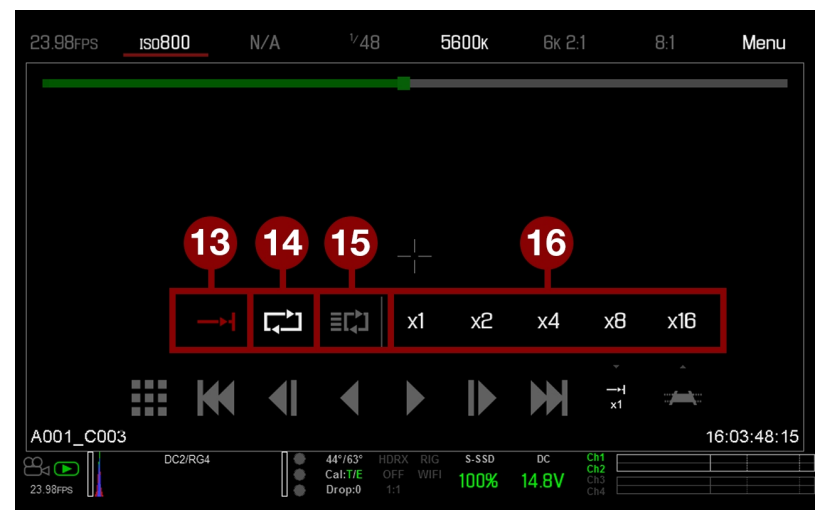 23.98FPS ISO800 N/A 1/48 5600K 6K 2:1 8:1 Menu
13 14 15 16
x1 x2 x4 x8 x16
x1
A001_C003 16:03:48:15
DC2/RG4 44°/63° HDRX RIG S-SSD DC Ch1
Cal:T/E OFF WIFI 100% 14.8V Ch2
23.98FPS Drop:0 1:1 Ch3
Ch4